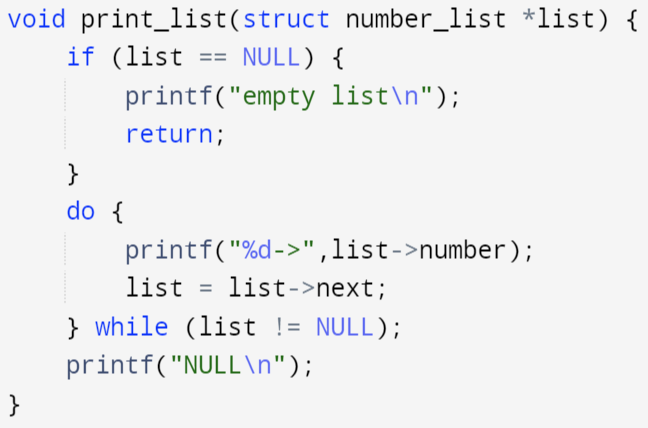 void print_list(struct number_list *list) {
    if (list == NULL) {
        printf("empty list\n");
        return;
    }
    do {
        printf("%d->",list->number);
        list = list->next;
    } while (list != NULL);
    printf("NULL\n");
}